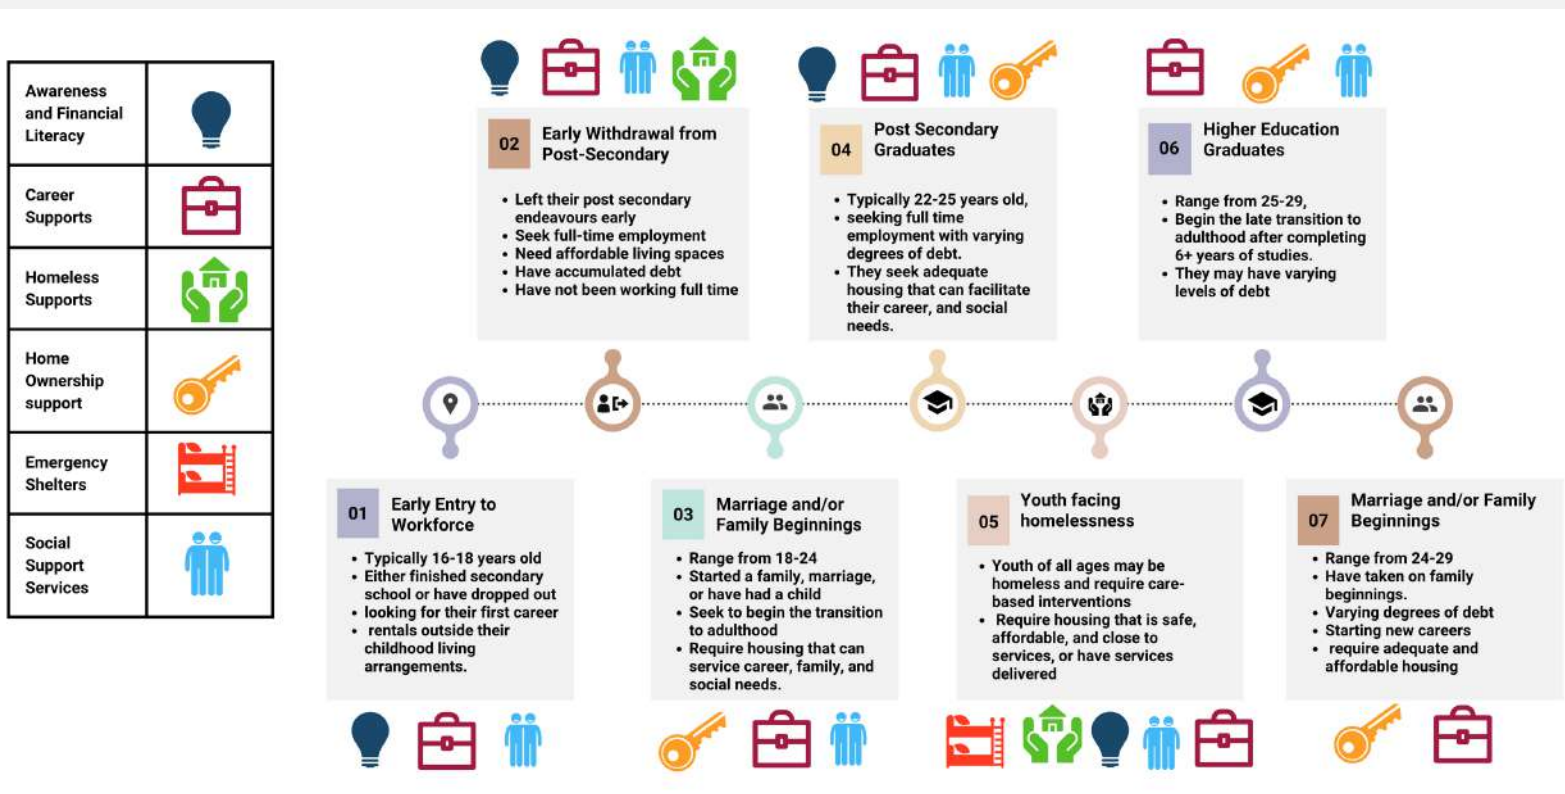 Awareness
and Financial
Literacy
Career
Supports
Homeless
Supports
Home
Ownership
support
Emergency
Shelters
Social
Support
Services
02
Early Withdrawal from
Post-Secondary
• Left their post secondary
endeavours early
• Seek full-time employment
• Need affordable living spaces
• Have accumulated debt
• Have not been working full time
04
Post Secondary
Graduates
• Typically 22-25 years old,
• seeking full time
employment with varying
degrees of debt.
• They seek adequate
housing that can facilitate
their career, and social
needs.
06
Higher Education
Graduates
• Range from 25-29,
• Begin the late transition to
adulthood after completing
6+ years of studies.
• They may have varying
levels of debt
01
Early Entry to
Workforce
• Typically 16-18 years old
• Either finished secondary
school or have dropped out
• looking for their first career
• rentals outside their
childhood living
arrangements.
03
Marriage and/or
Family Beginnings
• Range from 18-24
• Started a family, marriage,
or have had a child
• Seek to begin the transition
to adulthood
• Require housing that can
service career, family, and
social needs.
05
Youth facing
homelessness
• Youth of all ages may be
homeless and require care-
based interventions
• Require housing that is safe,
affordable, and close to
services, or have services
delivered
07
Marriage and/or Family
Beginnings
• Range from 24-29
• Have taken on family
beginnings.
• Varying degrees of debt
• Starting new careers
• require adequate and
affordable housing